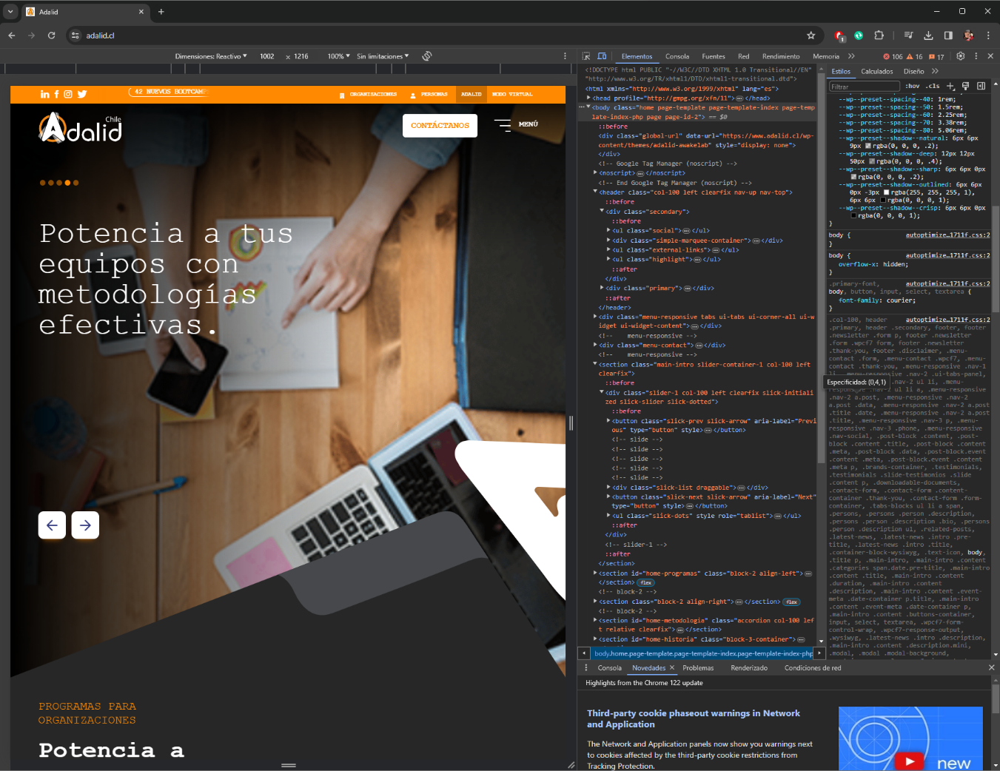 Adalid
adalid.cl
1
Dimensiones: Reactivo
1002
× 1216
100%
Sin limitaciones
42 NUEVOS BOOTCAMP
ORGANIZACIONES
PERSONAS
ADALID
MODO VIRTUAL
Chile
Adalid
CONTÁCTANOS
MENÚ
Potencia a tus
equipos con
metodologías
efectivas.
PROGRAMAS PARA
ORGANIZACIONES
Potencia a
Elementos
Consola
Fuentes
Red
Rendimiento
Memoria
106
16
17
<!DOCTYPE html PUBLIC "-//W3C//DTD XHTML 1.0 Transitional//EN"
"http://www.w3.org/TR/xhtml1/DTD/xhtml1-transitional.dtd">
<html xmlns="http://www.w3.org/1999/xhtml" lang="es">
<head profile="http://gmpg.org/xfn/11">…</head>
<body class="home page-template page-template-index page-temp
late-index-php page page-id-2"> == $0
::before
<div class="global-url" data-url="https://www.adalid.cl/wp-
content/themes/adalid-awakelab" style="display: none">
</div>
<!-- Google Tag Manager (noscript) -->
<noscript>…</noscript>
<!-- End Google Tag Manager (noscript) -->
<header class="col-100 left clearfix nav-up nav-top">
::before
<div class="secondary">
::before
<ul class="social">…</ul>
<div class="simple-marquee-container">…</div>
<ul class="external-links">…</ul>
<ul class="highlight">…</ul>
::after
</div>
<div class="primary">…</div>
::after
</header>
<div class="menu-responsive tabs ui-tabs ui-corner-all ui-w
idget ui-widget-content">…</div>
<!-- menu-responsive -->
<div class="menu-contact">…</div>
<!-- menu-responsive -->
<section class="main-intro slider-container-1 col-100 left
clearfix">
::before
<div class="slider-1 col-100 left clearfix slick-initiali
zed slick-slider slick-dotted">
::before
<button class="slick-prev slick-arrow" aria-label="Previ
ous" type="button" style>…</button>
<!-- slide -->
<!-- slide -->
<!-- slide -->
<!-- slide -->
<!-- slide -->
<div class="slick-list draggable">…</div>
<button class="slick-next slick-arrow" aria-label="Next"
type="button" style>…</button>
<ul class="slick-dots" style role="tablist">…</ul>
::after
</div>
<!-- slider-1 -->
::after
</section>
<section id="home-programas" class="block-2 align-left">…
</section> flex
<!-- block-2 -->
<section class="block-2 align-right">…</section> flex
<!-- block-2 -->
<section id="home-metodologia" class="accordion col-100 lef
t relative clearfix">…</section>
<section id="home-historia" class="block-3-container">…
body.home.page-template.page-template-index.page-template-index-php
Estilos
Calculados
Diseño
Filtrar
:hov .cls
--wp--preset--spacing--40: 1rem;
--wp--preset--spacing--50: 1.5rem;
--wp--preset--spacing--60: 2.25rem;
--wp--preset--spacing--70: 3.38rem;
--wp--preset--spacing--80: 5.06rem;
--wp--preset--shadow--natural: 6px 6px
9px rgba(0, 0, 0, .2);
--wp--preset--shadow--deep: 12px 12px
50px rgba(0, 0, 0, .4);
--wp--preset--shadow--sharp: 6px 6px 0px
rgba(0, 0, 0, .2);
--wp--preset--shadow--outlined: 6px 6px
0px -3px rgba(255, 255, 255, 1),
6px 6px rgba(0, 0, 0, 1);
--wp--preset--shadow--crisp: 6px 6px 0px
rgba(0, 0, 0, 1);
}
body {
autoptimize…1711f.css:2
}
body {
autoptimize…1711f.css:2
overflow-x: hidden;
}
.primary-font,
autoptimize…1711f.css:2
body, button, input, select, textarea {
font-family: courier;
}
.col-100, header
autoptimize…1711f.css:2
.primary, header .secondary, footer, footer
.newsletter .form p, footer .newsletter
.form .wpcf7 form, footer .newsletter
.thank-you, footer .disclaimer, .menu-
contact .form, .menu-contact .wpcf7, .menu-
contact .thank-you, .menu-responsive .nav-1
li, .menu-responsive .nav-2 .ui-tabs-panel,
Especificidad: (0,4,1)
.nav-2 ul li, .menu-
.nav-2 ul li a, .menu-responsive
.nav-2 a.post, .menu-responsive .nav-2
a.post .data, .menu-responsive .nav-2 a.post
.title .date, .menu-responsive .nav-2 a.post
.title, .menu-responsive .nav-3 p, .menu-
responsive .nav-3 .phone, .menu-responsive
.nav-social, .post-block .content, .post-
block .content .title, .post-block .content
.meta, .post-block .data, .post-block.event
.content .meta, .post-block.event .content
.meta p, .brands-container, .testimonials,
.testimonials .slide-testimonios .slide
.content p, .downloadable-documents,
.contact-form, .contact-form .content-
container .thank-you, .contact-form .form-
container, .tabs-blocks ul li a span,
.persons, .persons .person .description,
.persons .person .description .bio, .persons
.person .description ul, .related-posts,
.latest-news, .latest-news .intro .pre-
title, .latest-news .intro .title,
.container-block-wysiwyg, .text-icon, body,
.title p, .main-intro, .main-intro .content
.categories span.date.pre-title, .main-intro
.content .title, .main-intro .content
.duration, .main-intro .content
.description, .main-intro .content .event-
meta .date-container p.title, .main-intro
.content .event-meta .date-container p,
.main-intro .content .buttons-container,
input, select, textarea, .wpcf7-form-
control-wrap, .wpcf7-response-output,
.wysiwyg, .latest-news .intro .description,
.main-intro .content .description.mini,
.modal, .modal .modal-background,
Consola
Novedades
Problemas
Renderizado
Condiciones de red
Highlights from the Chrome 122 update
Third-party cookie phaseout warnings in Network
and Application
The Network and Application panels now show you warnings next
to cookies affected by the third-party cookie restrictions from
Tracking Protection.
new